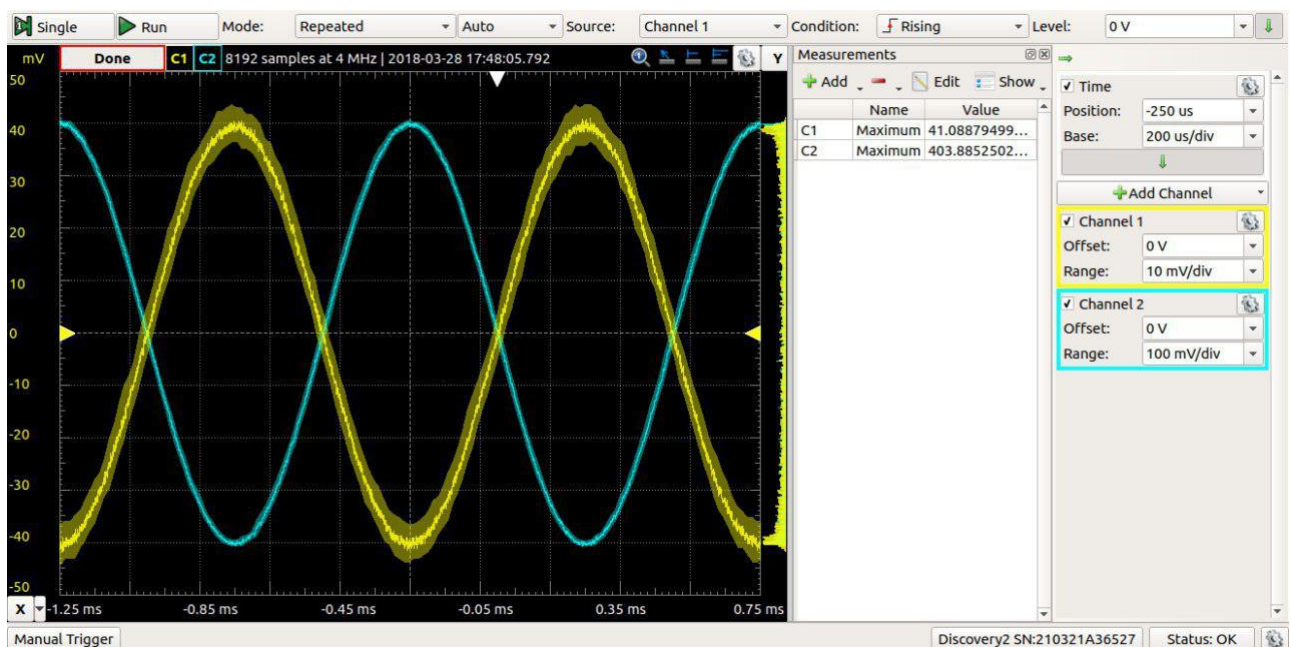 Single Run Mode: Repeated Auto Source: Channel 1 Condition: Rising Level: 0 V
mV Done C1 C2 8192 samples at 4 MHz | 2018-03-28 17:48:05.792 Y
50
40
30
20
10
0
-10
-20
-30
-40
-50
X -1.25 ms -0.85 ms -0.45 ms -0.05 ms 0.35 ms 0.75 ms
Measurements
Add Edit Show
Name Value
C1 Maximum 41.08879499...
C2 Maximum 403.8852502...
Time
Position: -250 us
Base: 200 us/div
Add Channel
Channel 1
Offset: 0 V
Range: 10 mV/div
Channel 2
Offset: 0 V
Range: 100 mV/div
Manual Trigger Discovery2 SN:210321A36527 Status: OK